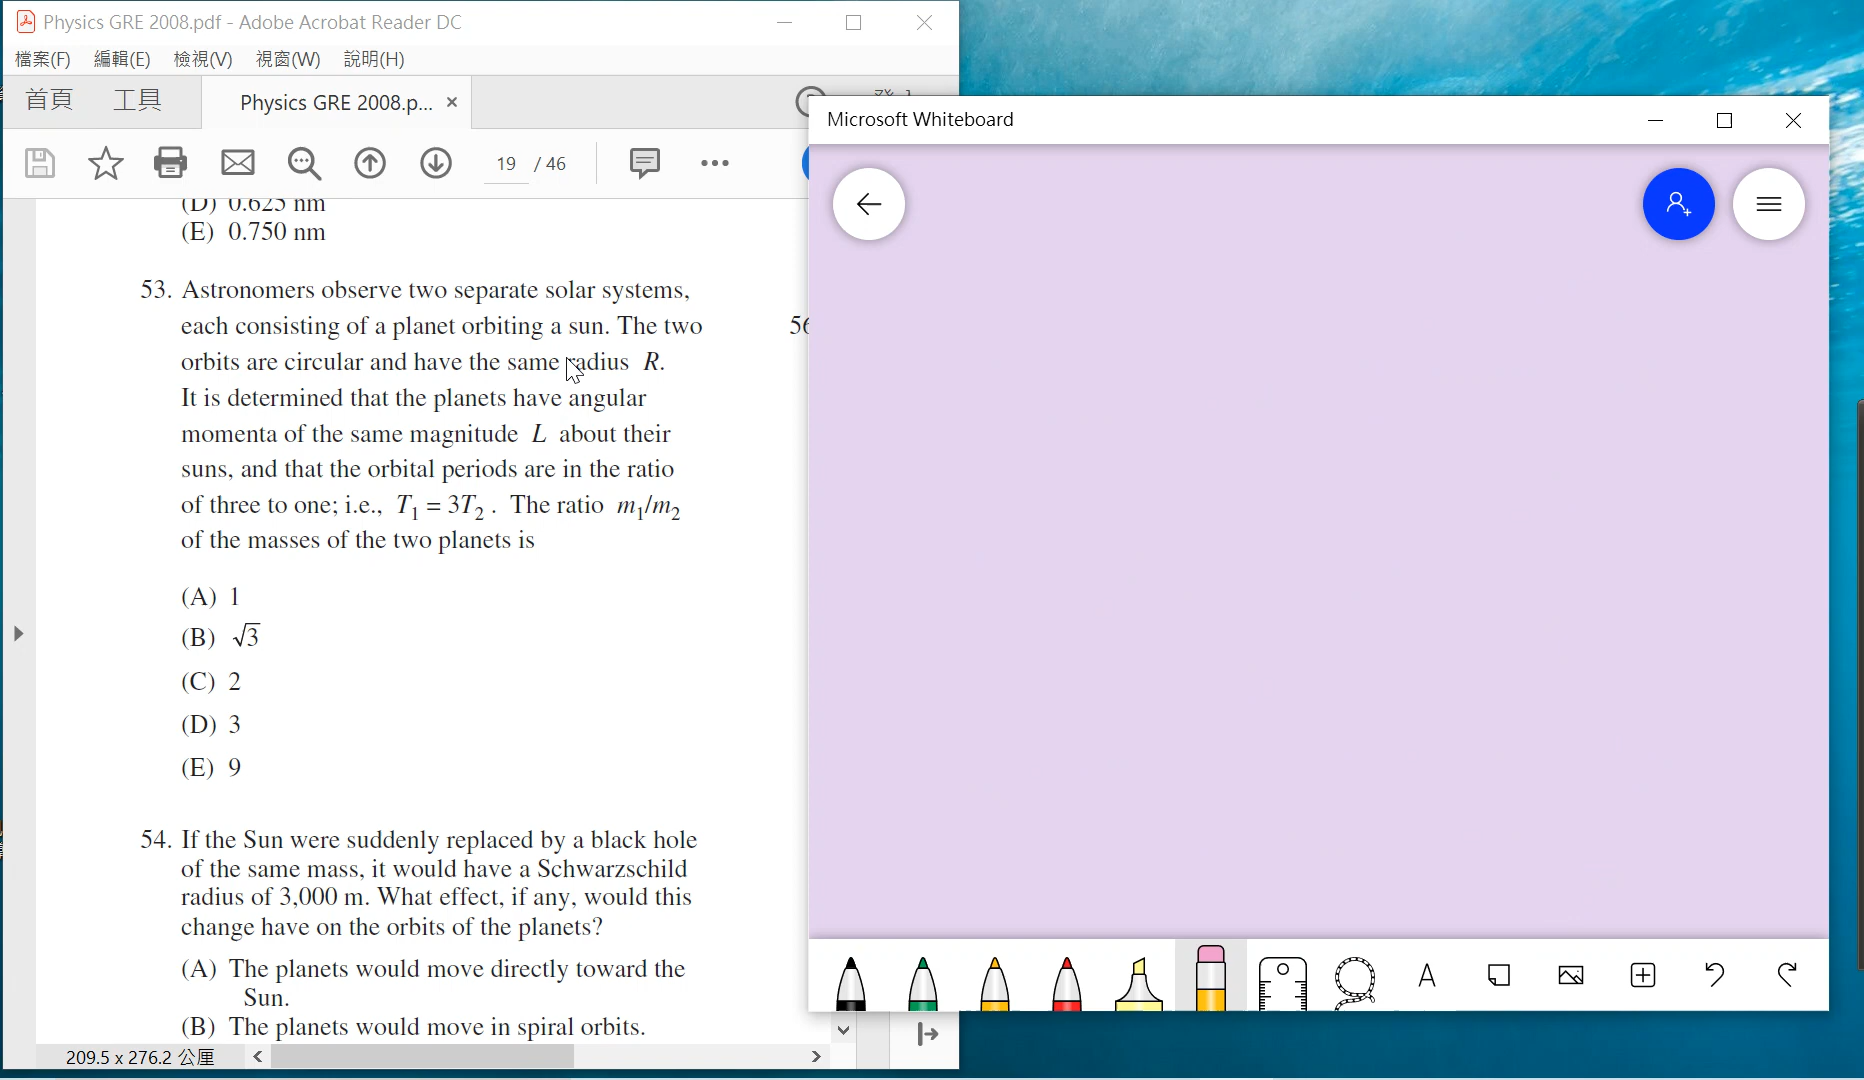 Physics GRE 2008.pdf - Adobe Acrobat Reader DC
檔案(F) 編輯(E) 檢視(V) 視窗(W) 說明(H)
首頁 工具 Physics GRE 2008.p... ×
19 / 46
(D) 0.625 nm
(E) 0.750 nm
53. Astronomers observe two separate solar systems,
each consisting of a planet orbiting a sun. The two
orbits are circular and have the same radius R.
It is determined that the planets have angular
momenta of the same magnitude L about their
suns, and that the orbital periods are in the ratio
of three to one; i.e., T₁ = 3T₂ . The ratio m₁/m₂
of the masses of the two planets is
(A) 1
(B) √3
(C) 2
(D) 3
(E) 9
54. If the Sun were suddenly replaced by a black hole
of the same mass, it would have a Schwarzschild
radius of 3,000 m. What effect, if any, would this
change have on the orbits of the planets?
(A) The planets would move directly toward the
Sun.
(B) The planets would move in spiral orbits.
209.5 x 276.2 公厘
Microsoft Whiteboard